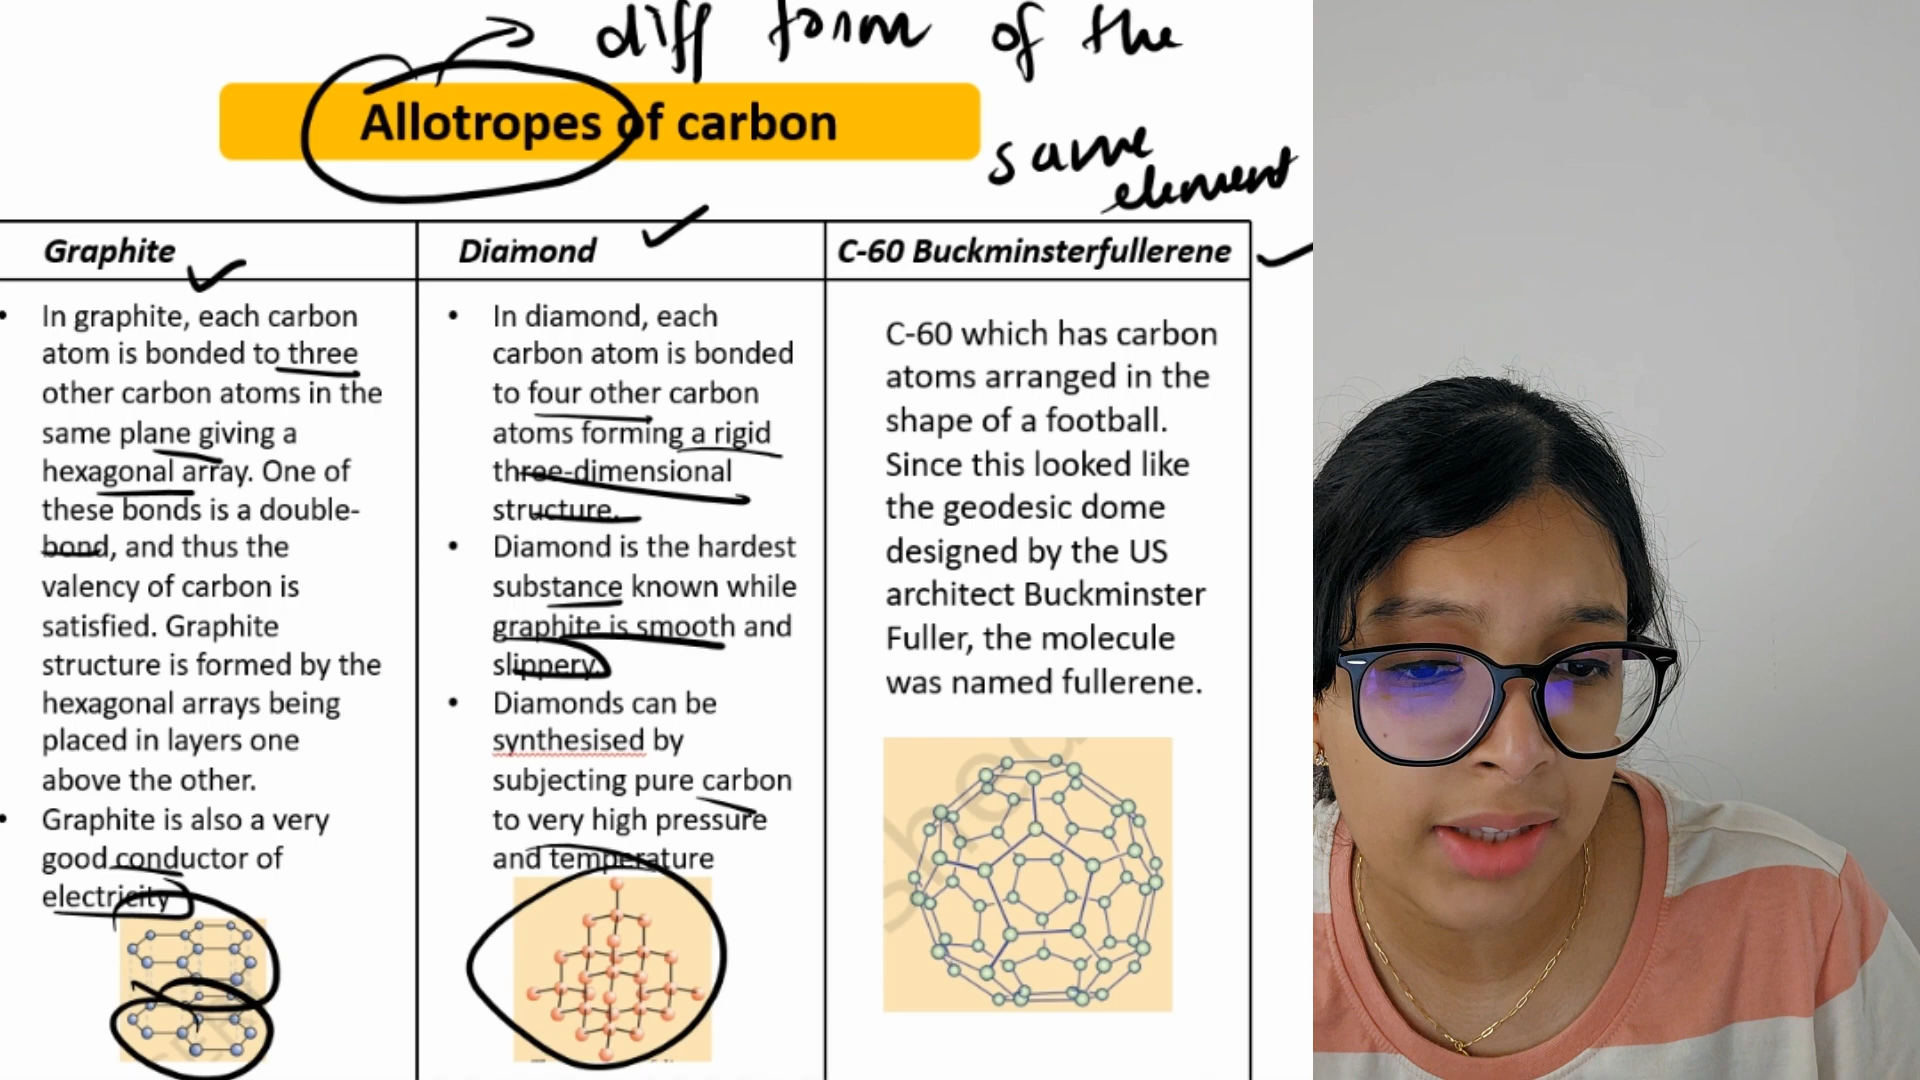 diff form of the
Allotropes of carbon
same
element
Graphite
Diamond
C-60 Buckminsterfullerene
• In graphite, each carbon
atom is bonded to three
other carbon atoms in the
same plane giving a
hexagonal array. One of
these bonds is a double-
bond, and thus the
valency of carbon is
satisfied. Graphite
structure is formed by the
hexagonal arrays being
placed in layers one
above the other.
• Graphite is also a very
good conductor of
electricity
• In diamond, each
carbon atom is bonded
to four other carbon
atoms forming a rigid
three-dimensional
structure.
• Diamond is the hardest
substance known while
graphite is smooth and
slippery.
• Diamonds can be
synthesised by
subjecting pure carbon
to very high pressure
and temperature
C-60 which has carbon
atoms arranged in the
shape of a football.
Since this looked like
the geodesic dome
designed by the US
architect Buckminster
Fuller, the molecule
was named fullerene.